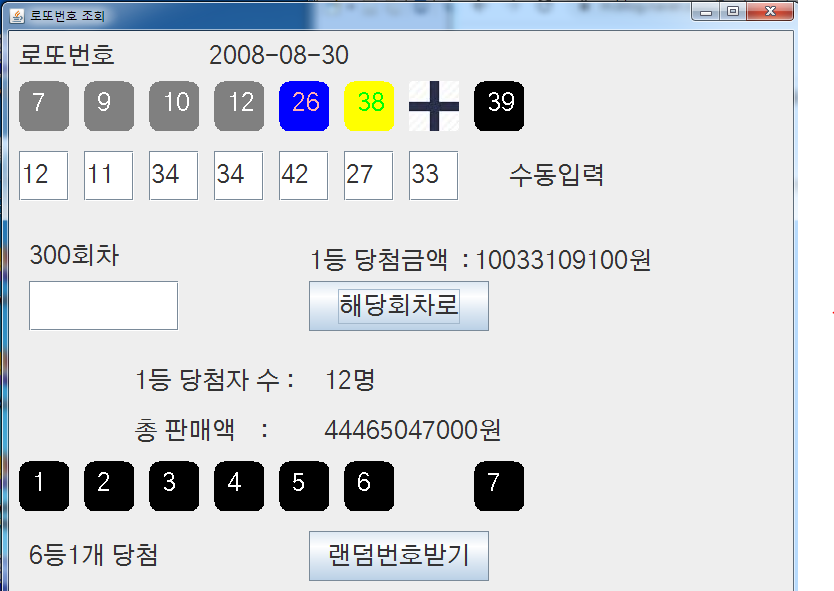 로또번호 조회
로또번호 2008-08-30
7 9 10 12 26 38 39
12 11 34 34 42 27 33 수동입력
300회차 1등 당첨금액 : 10033109100원
해당회차로
1등 당첨자 수 : 12명
총 판매액 : 44465047000원
1 2 3 4 5 6 7
6등1개 당첨 랜덤번호받기